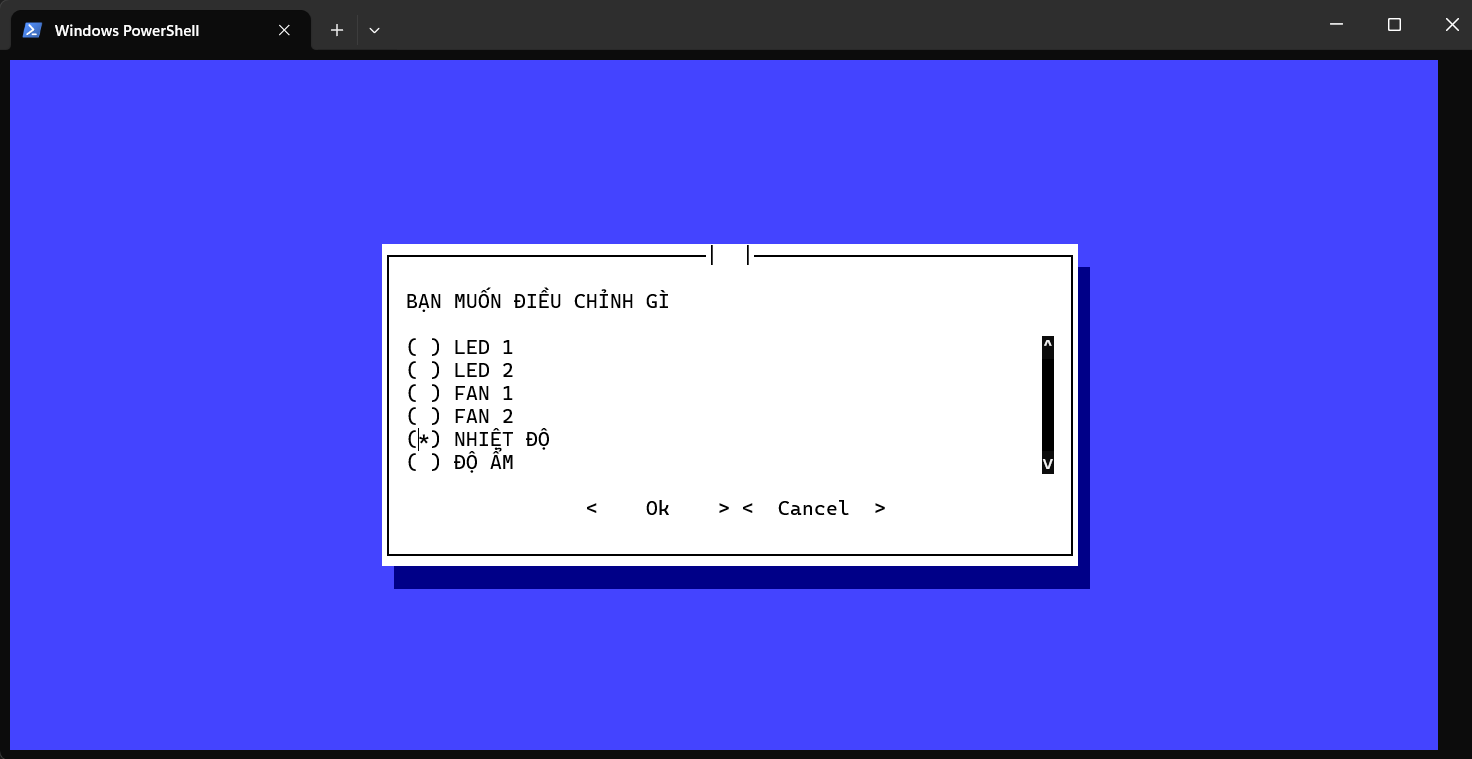 Windows PowerShell
BẠN MUỐN ĐIỀU CHỈNH GÌ
( ) LED 1
( ) LED 2
( ) FAN 1
( ) FAN 2
(*) NHIỆT ĐỘ
( ) ĐỘ ẨM
< Ok > < Cancel >